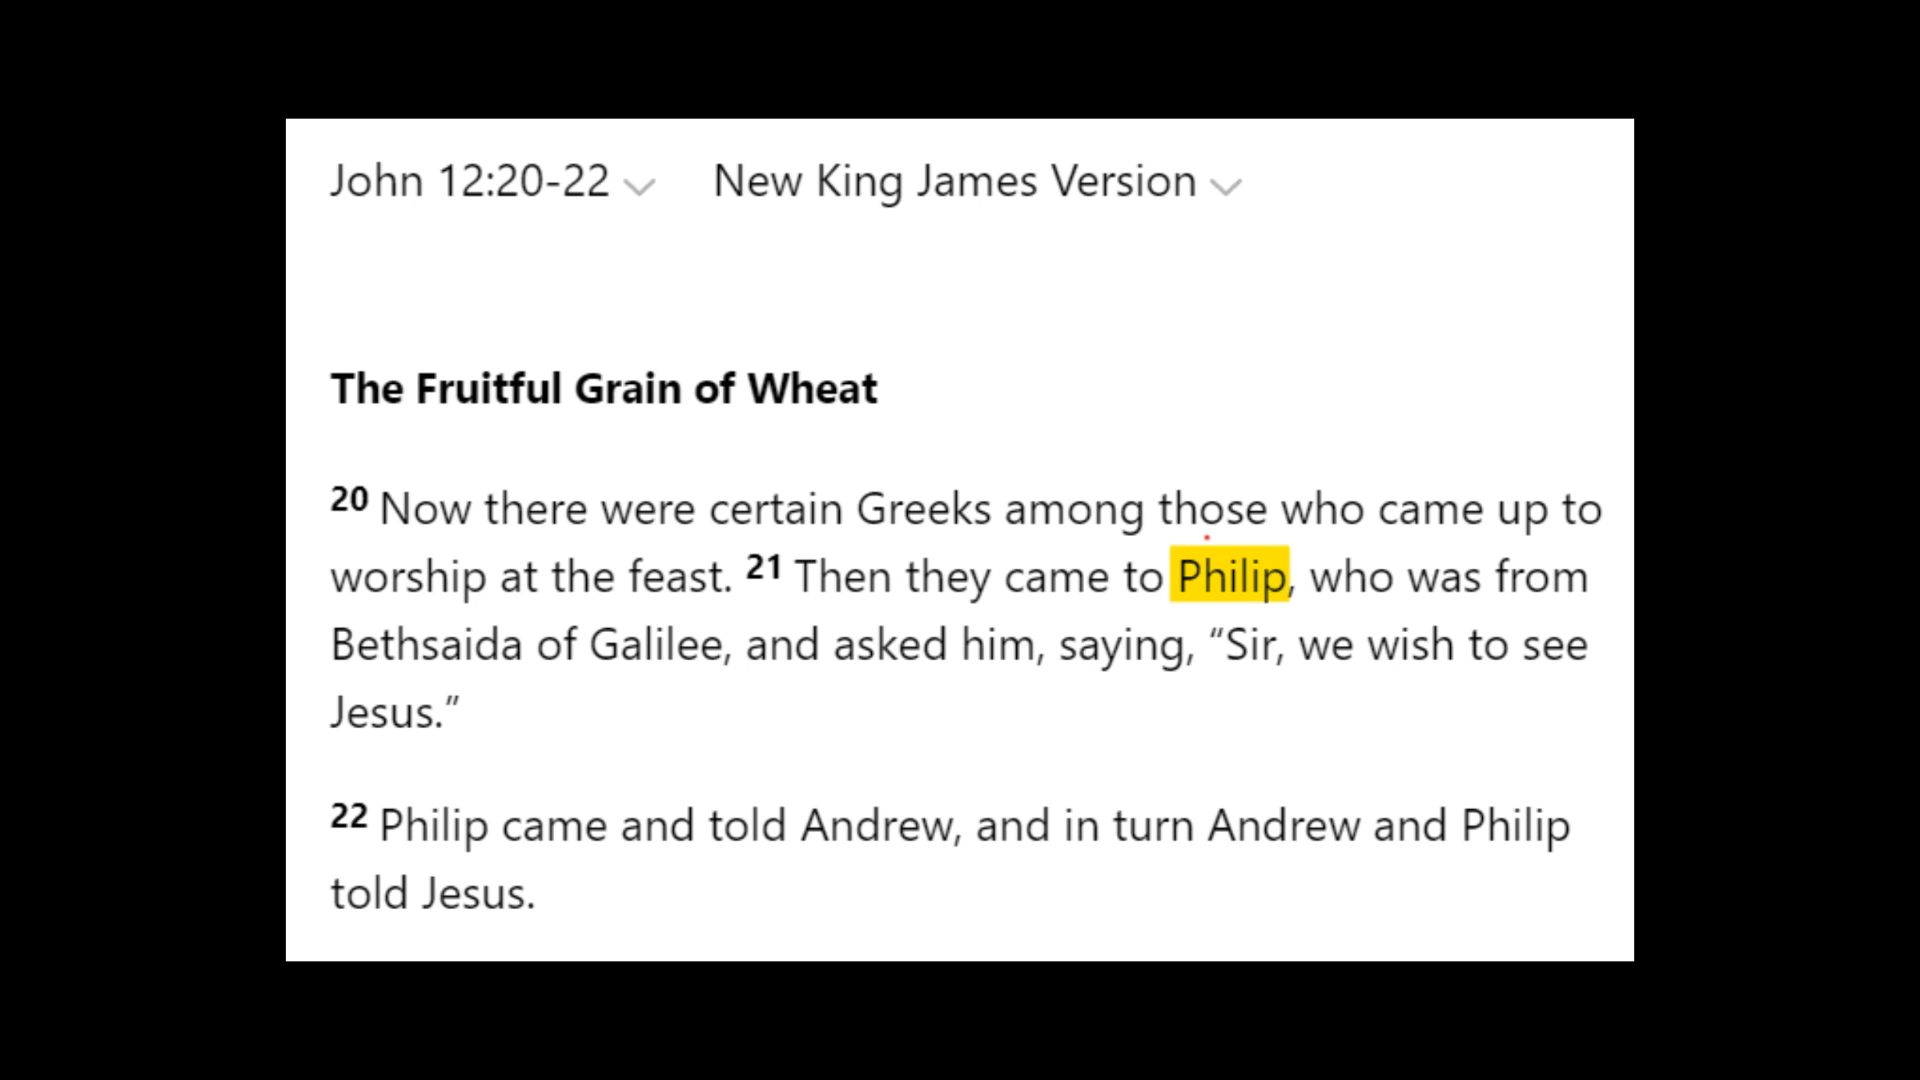 John 12:20-22 New King James Version
The Fruitful Grain of Wheat
20 Now there were certain Greeks among those who came up to
worship at the feast. 21 Then they came to Philip, who was from
Bethsaida of Galilee, and asked him, saying, “Sir, we wish to see
Jesus.”
22 Philip came and told Andrew, and in turn Andrew and Philip
told Jesus.